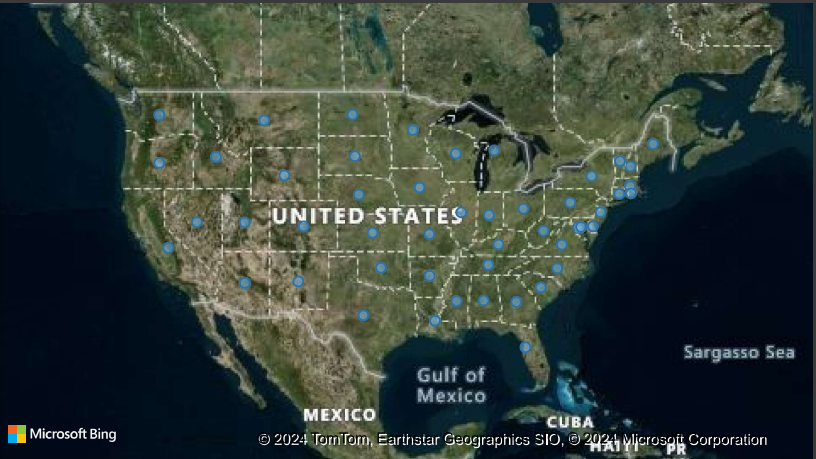 UNITED STATES
Sargasso Sea
Gulf of
Mexico
MEXICO
CUBA
HAITI
PR
Microsoft Bing
© 2024 TomTom, Earthstar Geographics SIO, © 2024 Microsoft Corporation